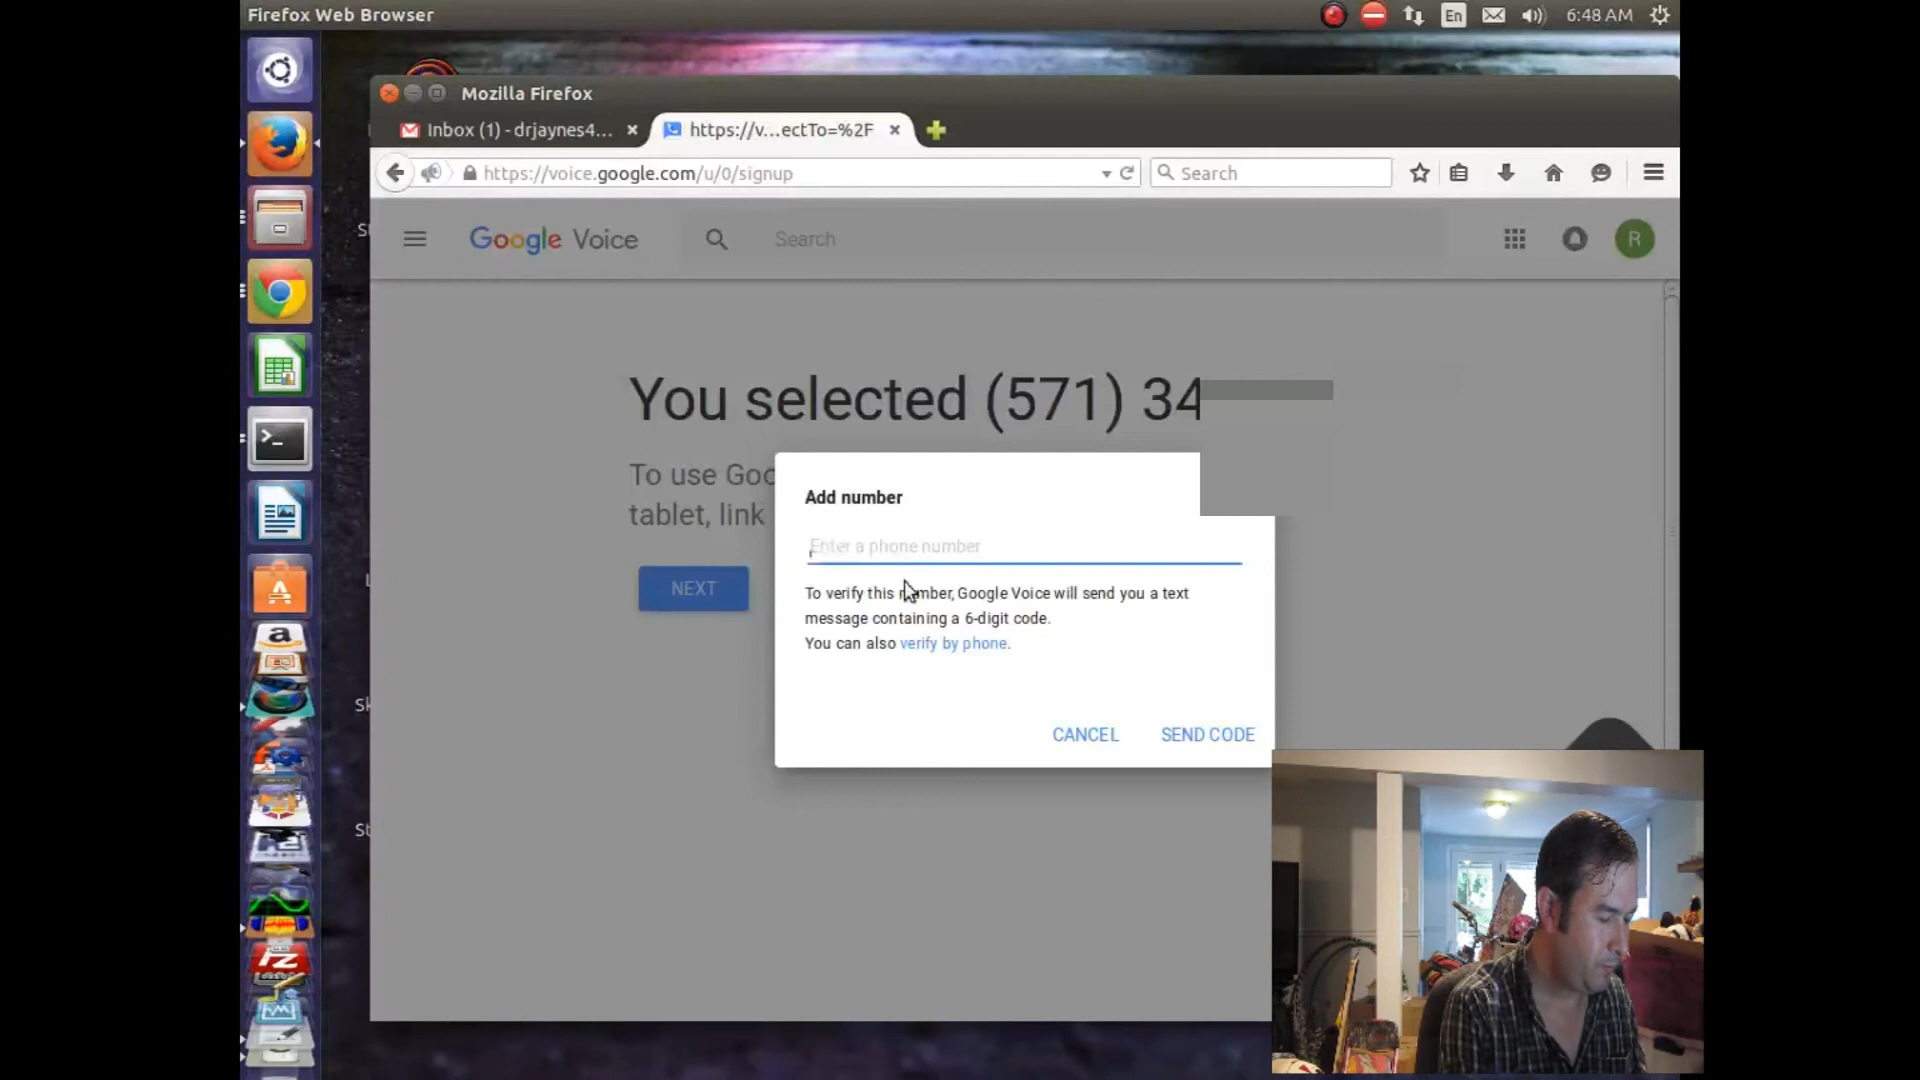 Firefox Web Browser
En
6:48 AM
Mozilla Firefox
Inbox (1) - drjaynes4...
https://v...ectTo=%2F
https://voice.google.com/u/0/signup
Search
Google Voice
Search
R
You selected (571) 34
To use Goo
tablet, link
NEXT
Add number
Enter a phone number
To verify this number, Google Voice will send you a text
message containing a 6-digit code.
You can also verify by phone.
CANCEL
SEND CODE